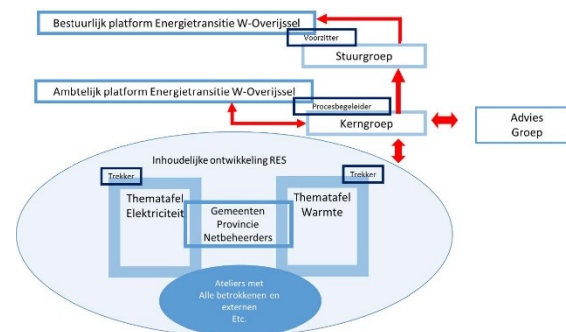 Bestuurlijk platform Energietransitie W-Overijssel
Voorzitter
Stuurgroep
Ambtelijk platform Energietransitie W-Overijssel
Procesbegeleider
Kerngroep
Advies
Groep
Inhoudelijke ontwikkeling RES
Trekker
Trekker
Thematafel
Elektriciteit
Gemeenten
Provincie
Netbeheerders
Thematafel
Warmte
Ateliers met
Alle betrokkenen en
externen
Etc.